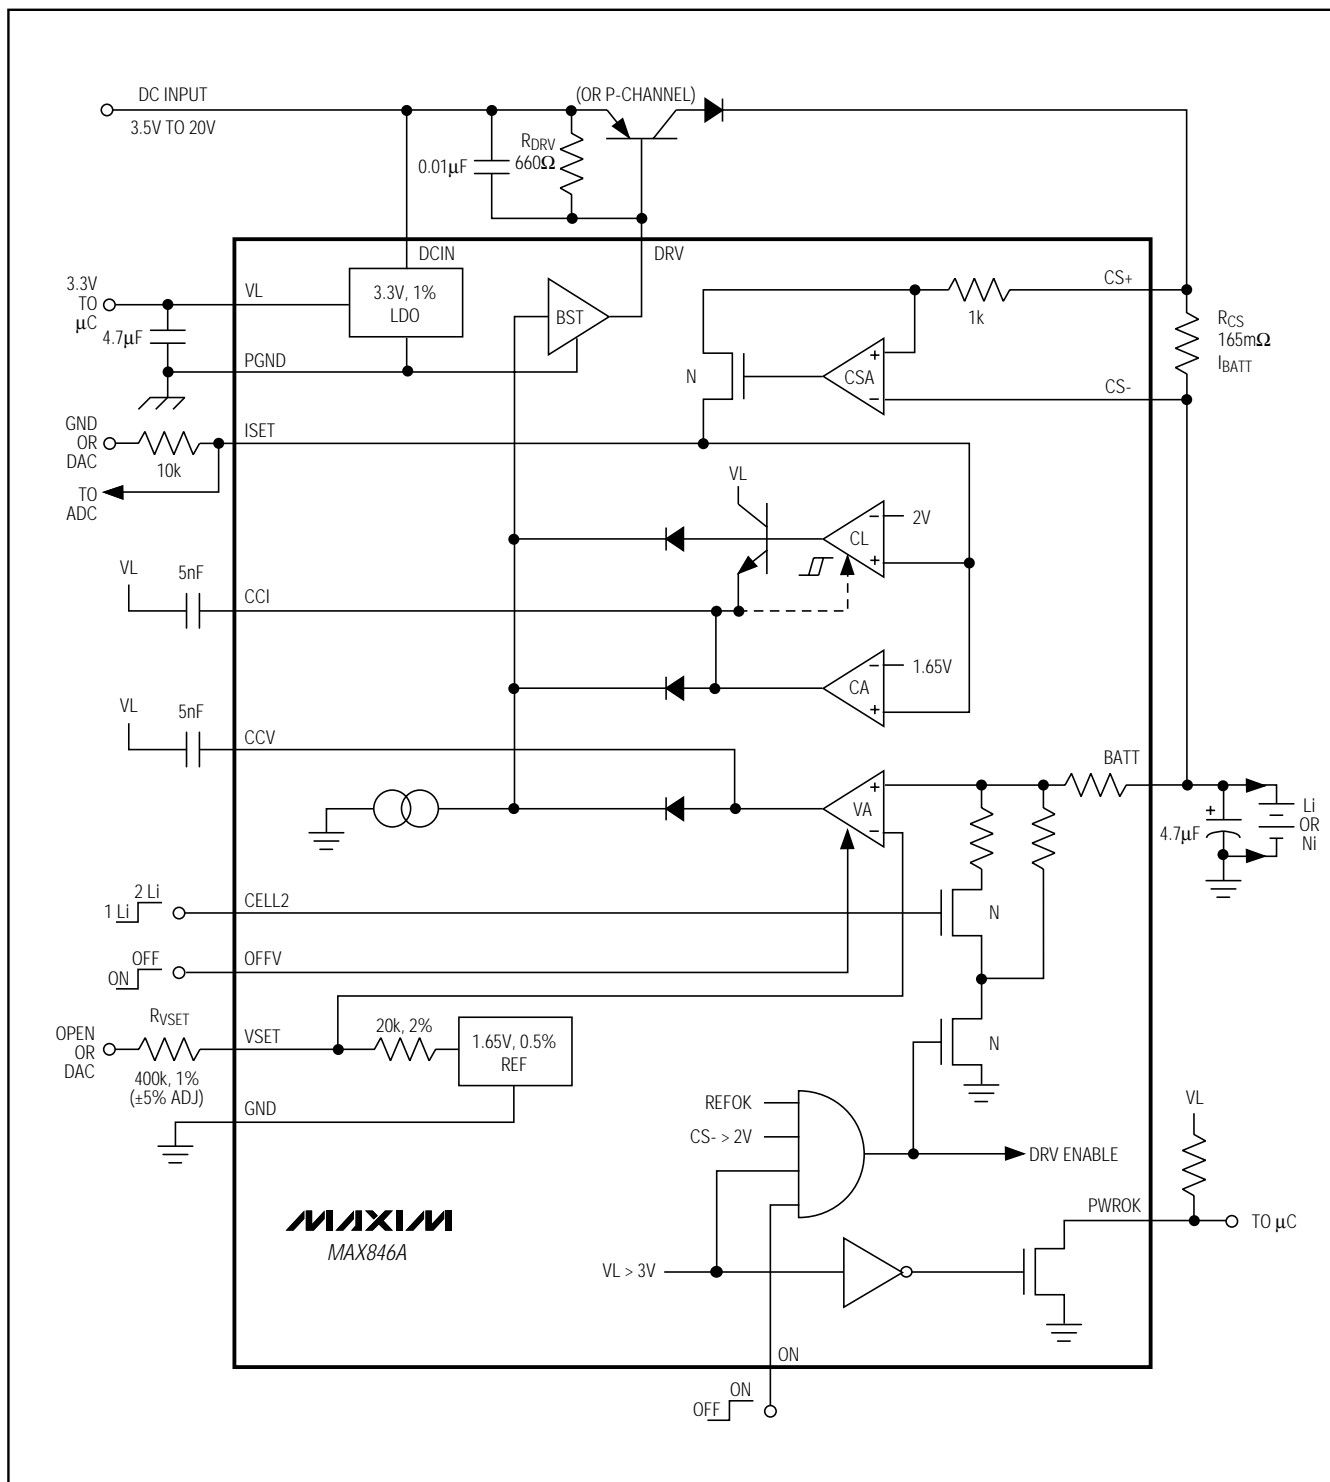 DC INPUT
3.5V TO 20V
(OR P-CHANNEL)
0.01µF
RDRV
660Ω
DCIN
DRV
3.3V
TO
µC
VL
4.7µF
3.3V, 1%
LDO
BST
PGND
CS+
1k
RCS
165mΩ
IBATT
N
+
CSA
–
CS-
GND
OR
DAC
10k
ISET
TO
ADC
VL
–
2V
CL
+
VL
5nF
CCI
–
1.65V
CA
+
VL
5nF
CCV
BATT
+
VA
–
+
4.7µF
Li
OR
Ni
1 Li
2 Li
CELL2
N
ON
OFF
OFFV
OPEN
OR
DAC
RVSET
400k, 1%
(±5% ADJ)
VSET
20k, 2%
1.65V, 0.5%
REF
N
GND
REFOK
CS- > 2V
DRV ENABLE
VL
PWROK
TO µC
MAXIM
MAX846A
VL > 3V
ON
OFF
ON